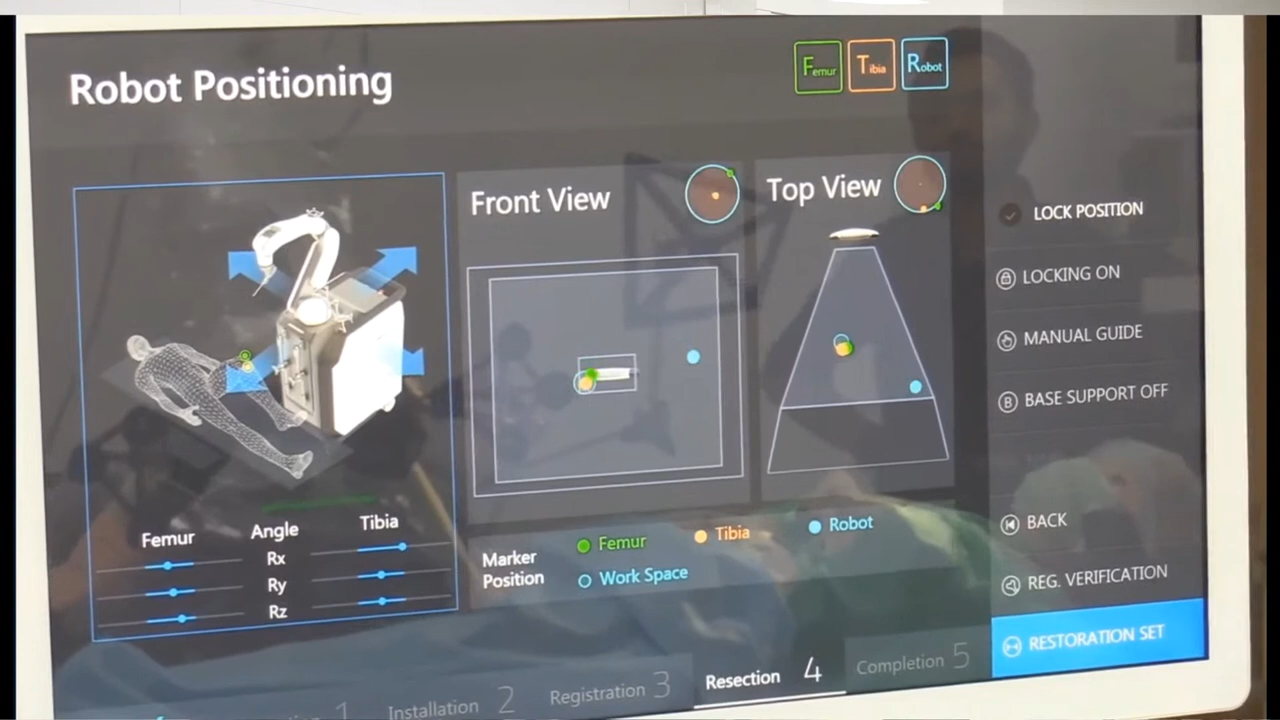 Robot Positioning
Femur
Tibia
Robot
Front View
Top View
LOCK POSITION
LOCKING ON
MANUAL GUIDE
B BASE SUPPORT OFF
BACK
REG. VERIFICATION
RESTORATION SET
Femur Angle Tibia
Rx
Ry
Rz
Marker Position
Femur Tibia Robot
Work Space
1
Installation 2
Registration 3
Resection 4
Completion 5